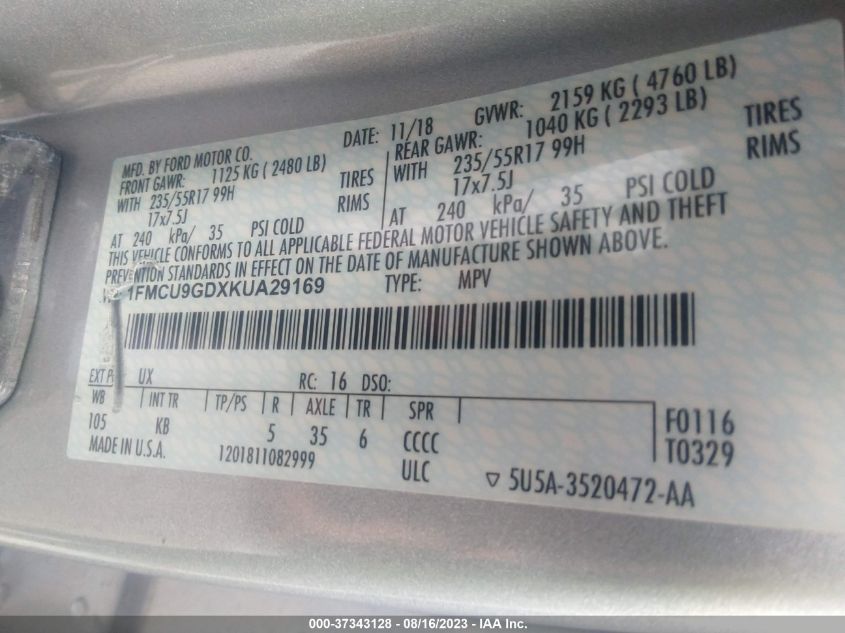 MFD. BY FORD MOTOR CO.
DATE: 11/18 GVWR: 2159 KG ( 4760 LB)
FRONT GAWR: 1125 KG ( 2480 LB)
REAR GAWR: 1040 KG ( 2293 LB)
WITH 235/55R17 99H TIRES
WITH 235/55R17 99H TIRES
17x7.5J RIMS
17x7.5J RIMS
AT 240 kPa/ 35 PSI COLD
AT 240 kPa/ 35 PSI COLD
THIS VEHICLE CONFORMS TO ALL APPLICABLE FEDERAL MOTOR VEHICLE SAFETY AND THEFT
PREVENTION STANDARDS IN EFFECT ON THE DATE OF MANUFACTURE SHOWN ABOVE.
1FMCU9GDXKUA29169 TYPE: MPV
EXT UX RC: 16 DSO:
WB INT TR TP/PS R AXLE TR SPR
105 KB 5 35 6 CCCC
F0116
T0329
MADE IN U.S.A. 1201811082999 ULC ▽ 5U5A-3520472-AA
000-37343128 - 08/16/2023 - IAA Inc.